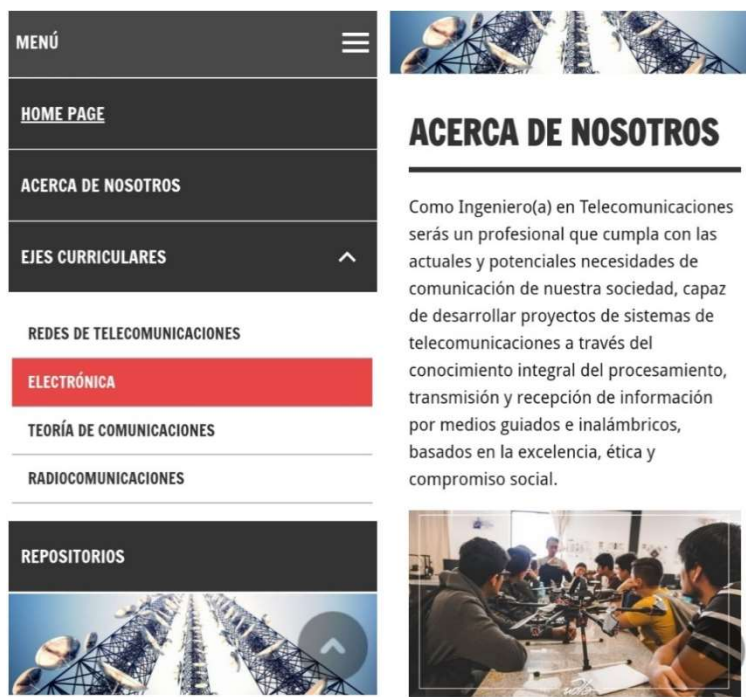 MENÚ
HOME PAGE
ACERCA DE NOSOTROS
EJES CURRICULARES
REDES DE TELECOMUNICACIONES
ELECTRÓNICA
TEORÍA DE COMUNICACIONES
RADIOCOMUNICACIONES
REPOSITORIOS
ACERCA DE NOSOTROS
Como Ingeniero(a) en Telecomunicaciones
serás un profesional que cumpla con las
actuales y potenciales necesidades de
comunicación de nuestra sociedad, capaz
de desarrollar proyectos de sistemas de
telecomunicaciones a través del
conocimiento integral del procesamiento,
transmisión y recepción de información
por medios guiados e inalámbricos,
basados en la excelencia, ética y
compromiso social.